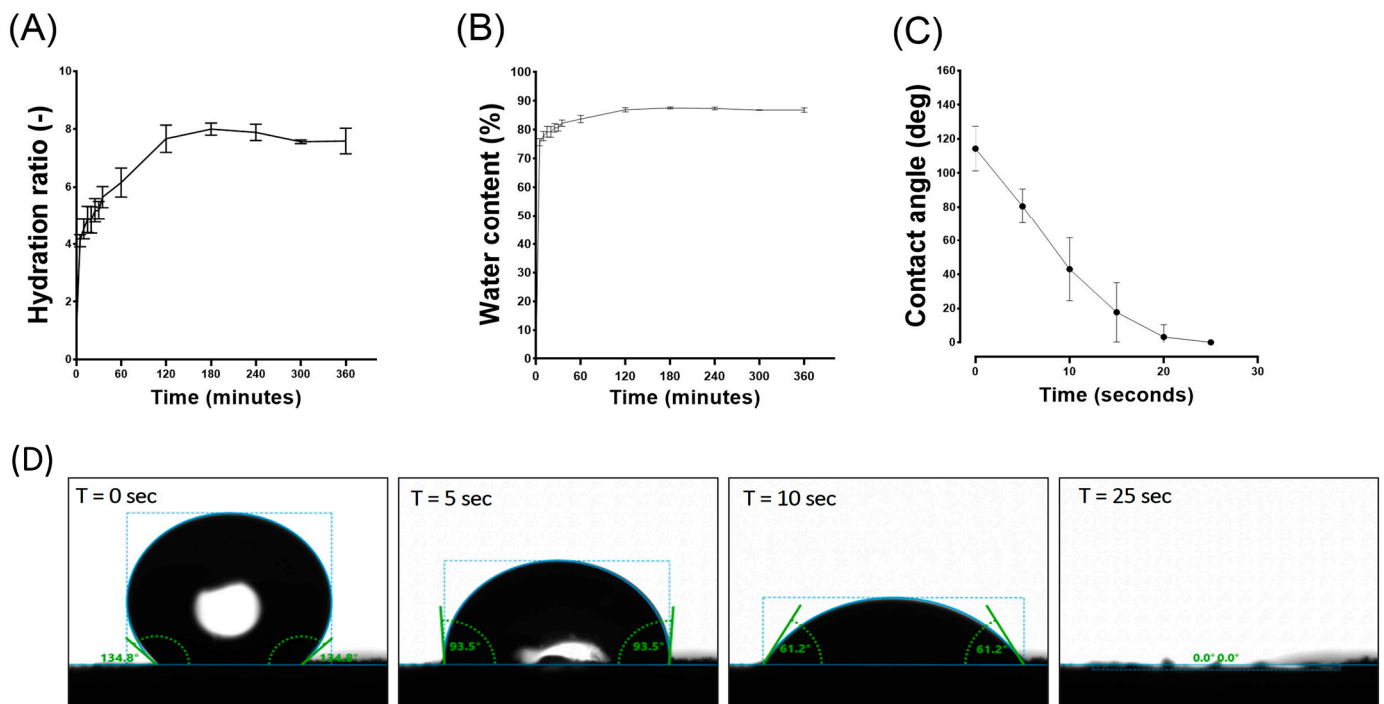 (A)
Hydration ratio (-)
10
8
6
4
2
0
0 60 120 180 240 300 360
Time (minutes)
(B)
Water content (%)
100
90
80
70
60
50
40
30
20
10
0
0 60 120 180 240 300 360
Time (minutes)
(C)
Contact angle (deg)
160
140
120
100
80
60
40
20
0
0 10 20 30
Time (seconds)
(D)
T = 0 sec
134.8° 134.8°
T = 5 sec
93.5° 93.5°
T = 10 sec
61.2° 61.2°
T = 25 sec
0.0° 0.0°